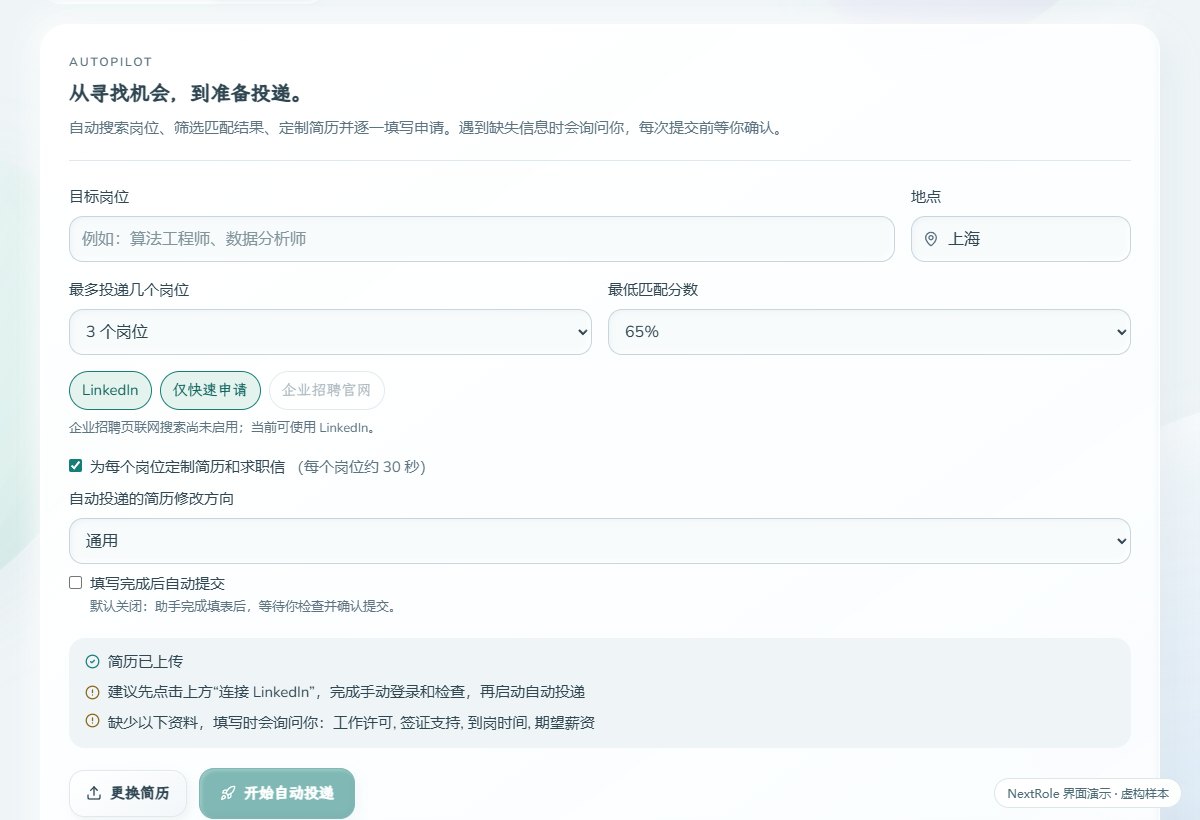 AUTOPILOT
从寻找机会，到准备投递。
自动搜索岗位、筛选匹配结果、定制简历并逐一填写申请。遇到缺失信息时会询问你，每次提交前等你确认。
目标岗位
地点
例如：算法工程师、数据分析师
上海
最多投递几个岗位
最低匹配分数
3 个岗位
65%
LinkedIn
仅快速申请
企业招聘官网
企业招聘页联网搜索尚未启用；当前可使用 LinkedIn。
为每个岗位定制简历和求职信 （每个岗位约 30 秒）
自动投递的简历修改方向
通用
填写完成后自动提交
默认关闭：助手完成填表后，等待你检查并确认提交。
简历已上传
建议先点击上方“连接 LinkedIn”，完成手动登录和检查，再启动自动投递
缺少以下资料，填写时会询问你：工作许可, 签证支持, 到岗时间, 期望薪资
更换简历
开始自动投递
NextRole 界面演示 · 虚构样本